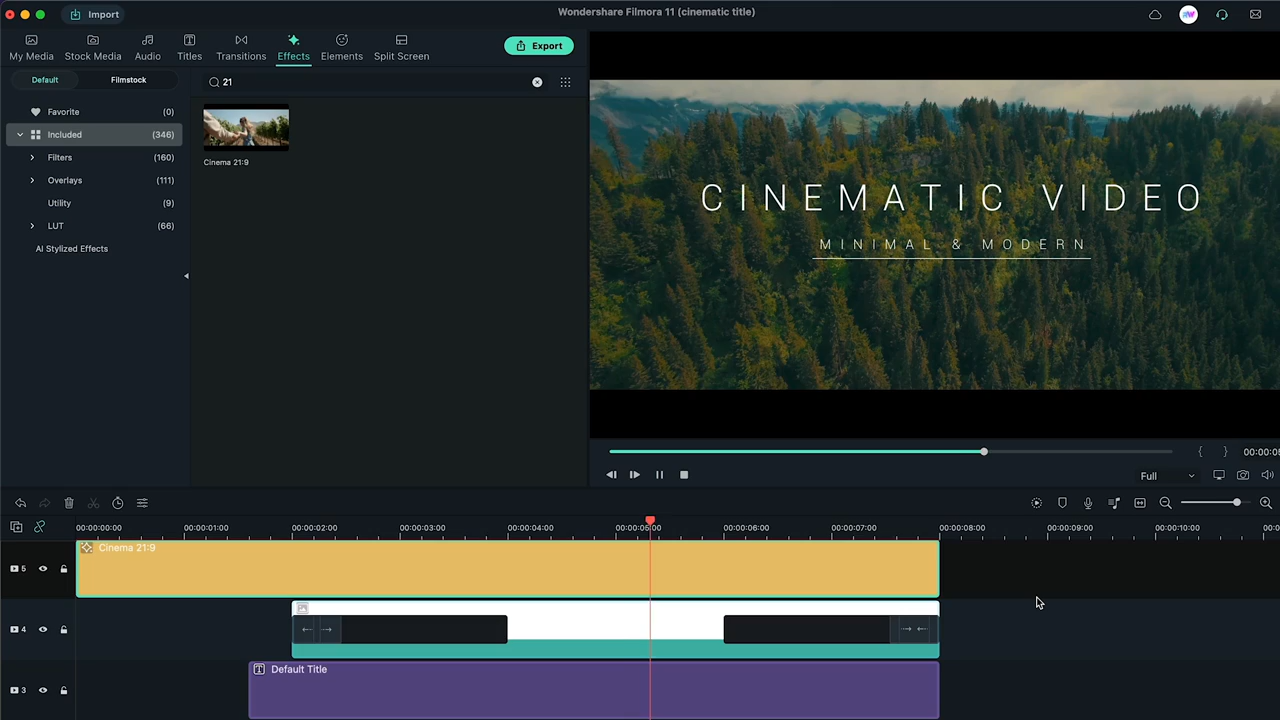 Wondershare Filmora 11 (cinematic title)
Import
My Media
Stock Media
Audio
Titles
Transitions
Effects
Elements
Split Screen
Export
Default
Filmstock
21
Favorite (0)
Included (346)
Filters (160)
Overlays (111)
Utility (9)
LUT (66)
AI Stylized Effects
Cinema 21:9
CINEMATIC VIDEO
MINIMAL & MODERN
Full
00:00:00:00
00:00:01:00
00:00:02:00
00:00:03:00
00:00:04:00
00:00:05:00
00:00:06:00
00:00:07:00
00:00:08:00
00:00:09:00
00:00:10:00
5
Cinema 21:9
4
3
Default Title